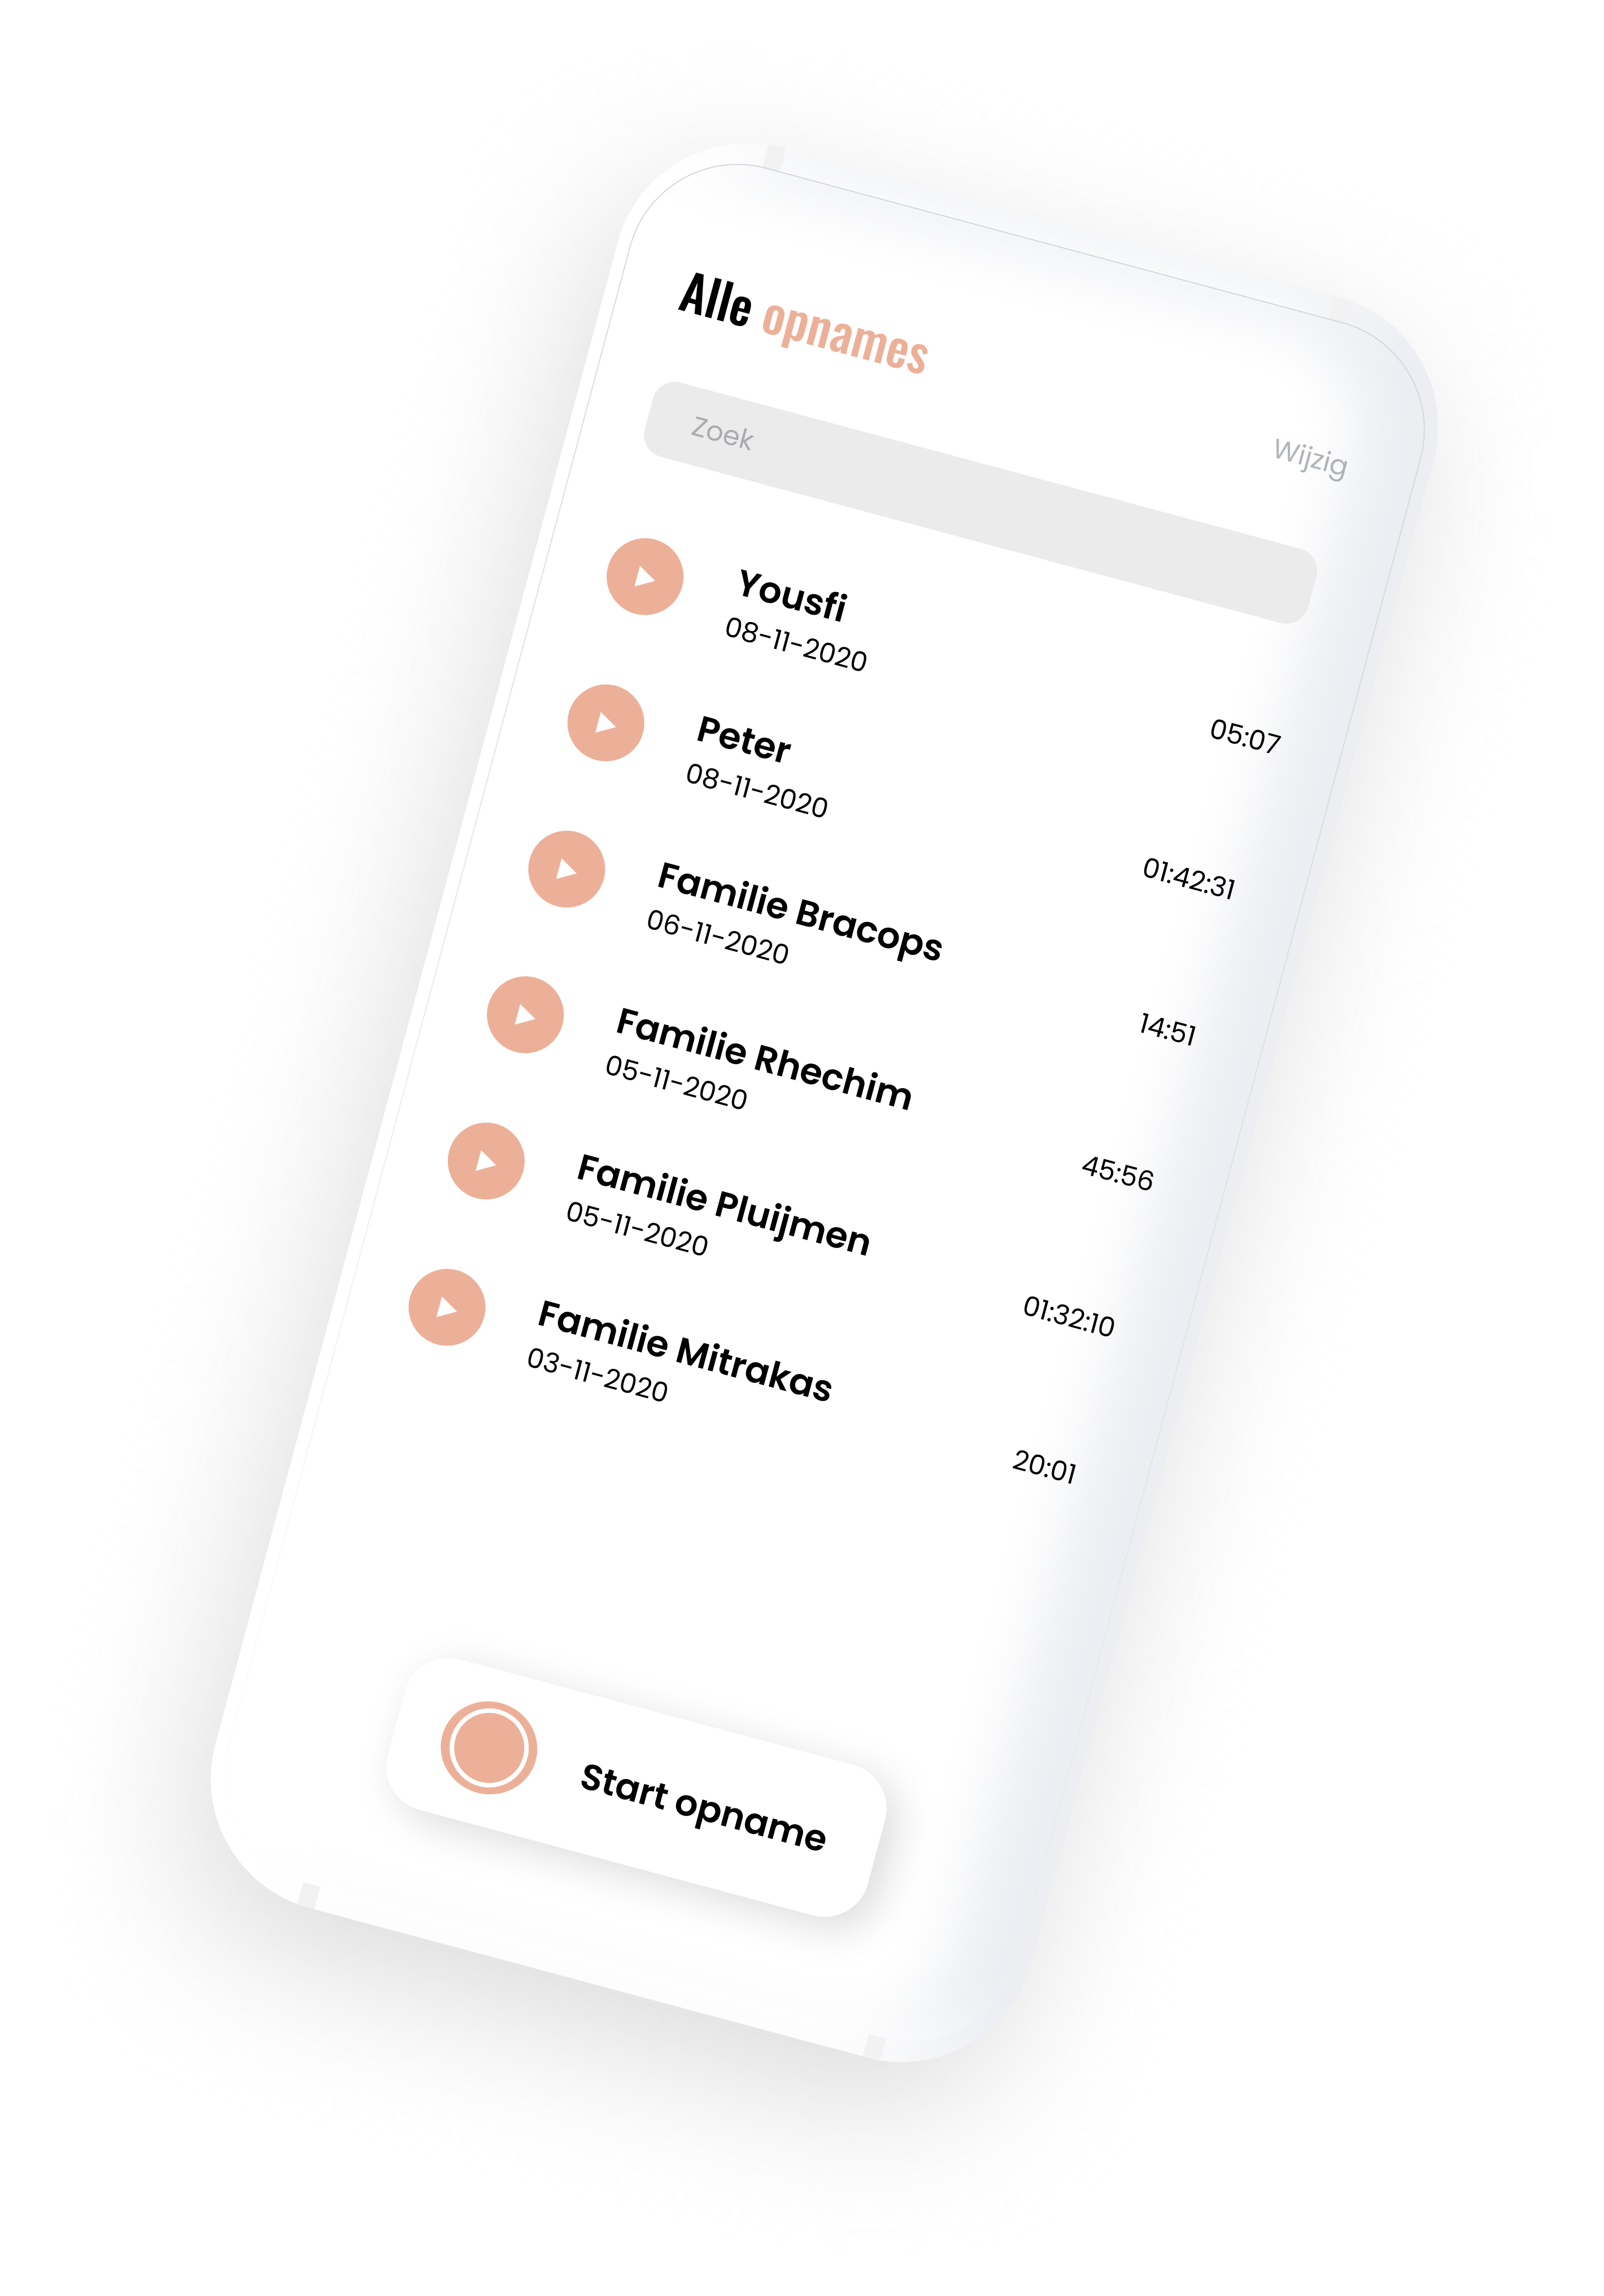 Alle opnames
Wijzig
Zoek
Yousfi
08-11-2020
05:07
Peter
08-11-2020
01:42:31
Familie Bracops
06-11-2020
14:51
Familie Rhechim
05-11-2020
45:56
Familie Pluijmen
05-11-2020
01:32:10
Familie Mitrakas
03-11-2020
20:01
Start opname